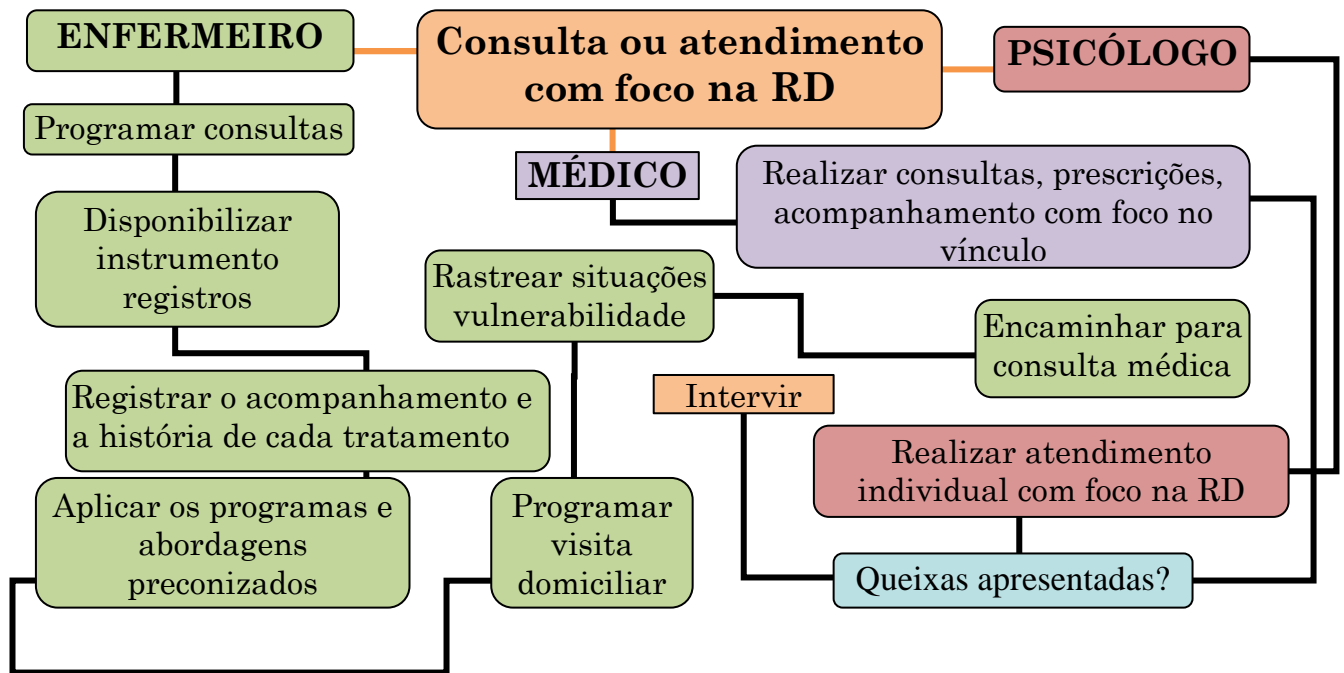 ENFERMEIRO
Consulta ou atendimento
com foco na RD
PSICÓLOGO
Programar consultas
MÉDICO
Realizar consultas, prescrições,
acompanhamento com foco no
vínculo
Disponibilizar
instrumento
registros
Rastrear situações
vulnerabilidade
Encaminhar para
consulta médica
Registrar o acompanhamento e
a história de cada tratamento
Intervir
Realizar atendimento
individual com foco na RD
Aplicar os programas e
abordagens
preconizados
Programar
visita
domiciliar
Queixas apresentadas?